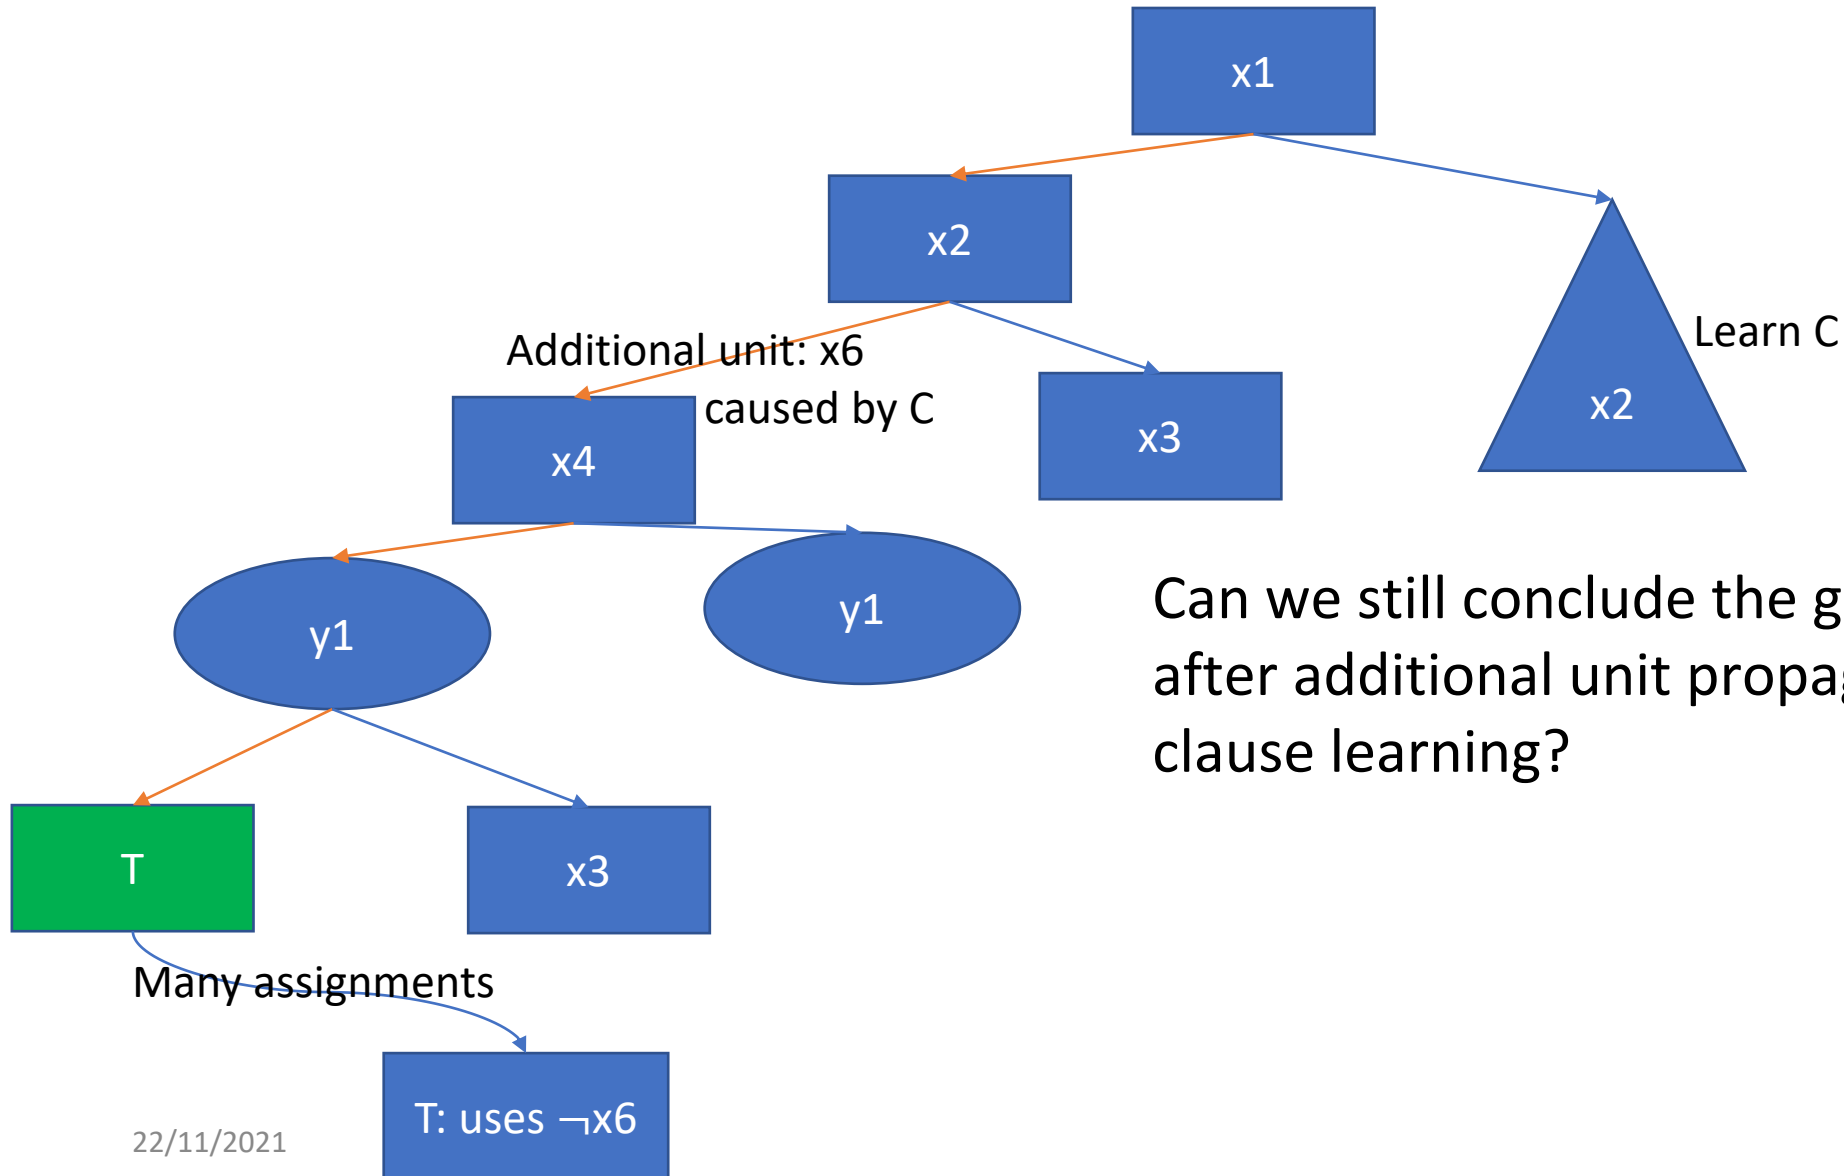 x1
x2
Additional unit: x6
caused by C
Learn C
x2
x3
x4
y1
y1
Can we still conclude the
after additional unit
clause learning?
T
x3
Many assignments
T: uses ¬x6
22/11/2021